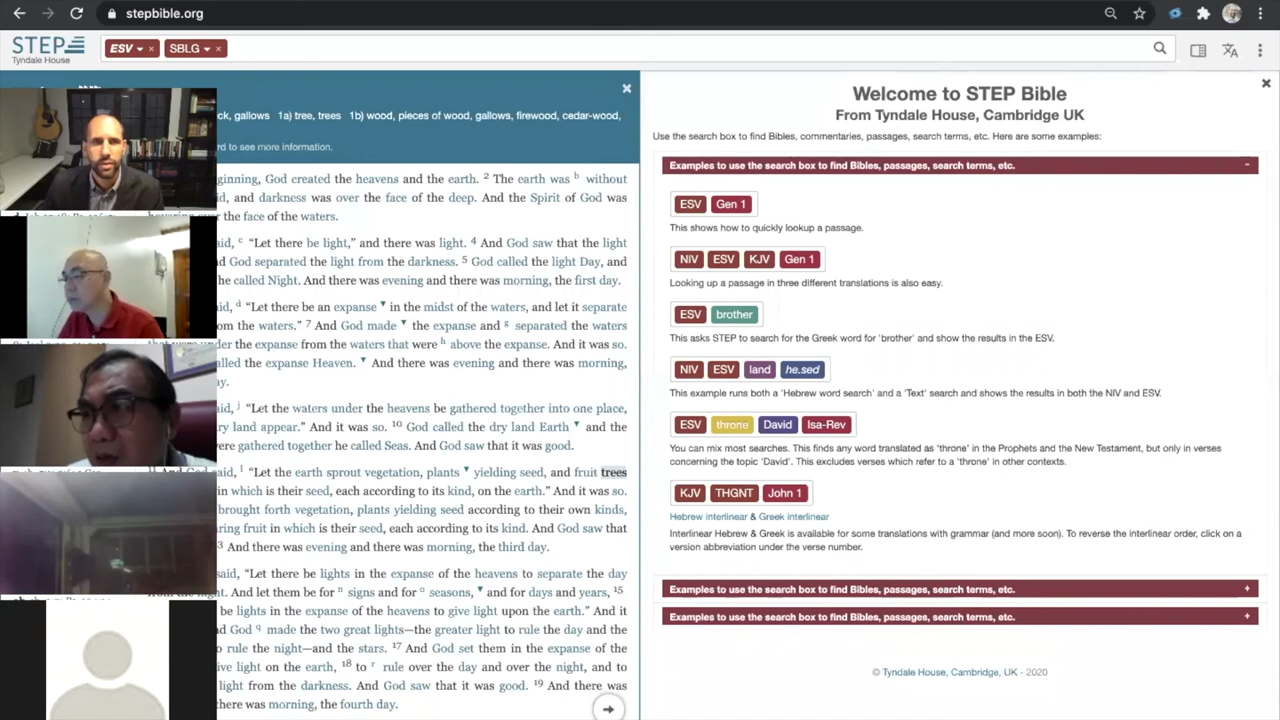 stepbible.org
STEP
Tyndale House
ESV × SBLG ×
ck, gallows 1a) tree, trees 1b) wood, pieces of wood, gallows, firewood, cedar-wood,
rd to see more information.
ginning, God created the heavens and the earth. 2 The earth was b without
id, and darkness was over the face of the deep. And the Spirit of God was
over the face of the waters.
aid, c “Let there be light,” and there was light. 4 And God saw that the light
d God separated the light from the darkness. 5 God called the light Day, and
he called Night. And there was evening and there was morning, the first day.
aid, d “Let there be an expanse in the midst of the waters, and let it separate
om the waters.” 7 And God made the expanse and g separated the waters
der the expanse from the waters that were h above the expanse. And it was so.
alled the expanse Heaven. And there was evening and there was morning,
ay.
aid, j “Let the waters under the heavens be gathered together into one place,
ry land appear.” And it was so. 10 God called the dry land Earth and the
ere gathered together he called Seas. And God saw that it was good.
11 And God said, l “Let the earth sprout vegetation, plants yielding seed, and fruit trees
in which is their seed, each according to its kind, on the earth.” And it was so.
brought forth vegetation, plants yielding seed according to their own kinds,
aring fruit in which is their seed, each according to its kind. And God saw that
3 And there was evening and there was morning, the third day.
said, “Let there be lights in the expanse of the heavens to separate the day
from the night. And let them be for n signs and for o seasons, and for days and years, 15
be lights in the expanse of the heavens to give light upon the earth.” And it
d God q made the two great lights—the greater light to rule the day and the
o rule the night—and the stars. 17 And God set them in the expanse of the
ive light on the earth, 18 to r rule over the day and over the night, and to
light from the darkness. And God saw that it was good. 19 And there was
there was morning, the fourth day.
Welcome to STEP Bible
From Tyndale House, Cambridge UK
Use the search box to find Bibles, commentaries, passages, search terms, etc. Here are some examples:
Examples to use the search box to find Bibles, passages, search terms, etc. -
ESV Gen 1
This shows how to quickly lookup a passage.
NIV ESV KJV Gen 1
Looking up a passage in three different translations is also easy.
ESV brother
This asks STEP to search for the Greek word for 'brother' and show the results in the ESV.
NIV ESV land he.sed
This example runs both a 'Hebrew word search' and a 'Text' search and shows the results in both the NIV and ESV.
ESV throne David Isa-Rev
You can mix most searches. This finds any word translated as 'throne' in the Prophets and the New Testament, but only in verses
concerning the topic 'David'. This excludes verses which refer to a 'throne' in other contexts.
KJV THGNT John 1
Hebrew interlinear & Greek interlinear
Interlinear Hebrew & Greek is available for some translations with grammar (and more soon). To reverse the interlinear order, click on a
version abbreviation under the verse number.
Examples to use the search box to find Bibles, passages, search terms, etc. +
Examples to use the search box to find Bibles, passages, search terms, etc. +
© Tyndale House, Cambridge, UK - 2020